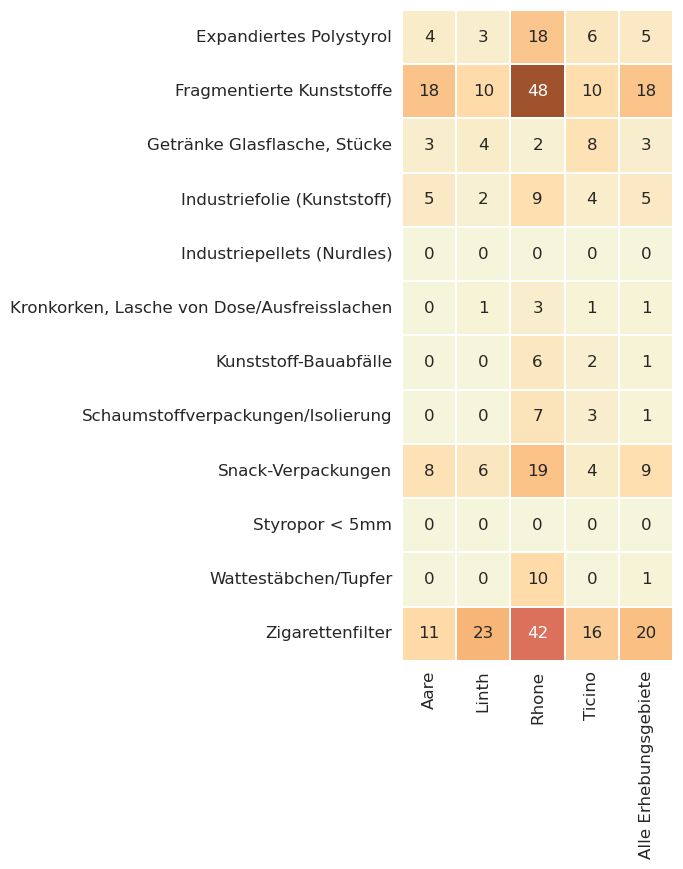 Expandiertes Polystyrol 4 3 18 6 5
Fragmentierte Kunststoffe 18 10 48 10 18
Getränke Glasflasche, Stücke 3 4 2 8 3
Industriefolie (Kunststoff) 5 2 9 4 5
Industriepellets (Nurdles) 0 0 0 0 0
Kronkorken, Lasche von Dose/Ausfreisslachen 0 1 3 1 1
Kunststoff-Bauabfälle 0 0 6 2 1
Schaumstoffverpackungen/Isolierung 0 0 7 3 1
Snack-Verpackungen 8 6 19 4 9
Styropor < 5mm 0 0 0 0 0
Wattestäbchen/Tupfer 0 0 10 0 1
Zigarettenfilter 11 23 42 16 20
Aare
Linth
Rhone
Ticino
Alle Erhebungsgebiete